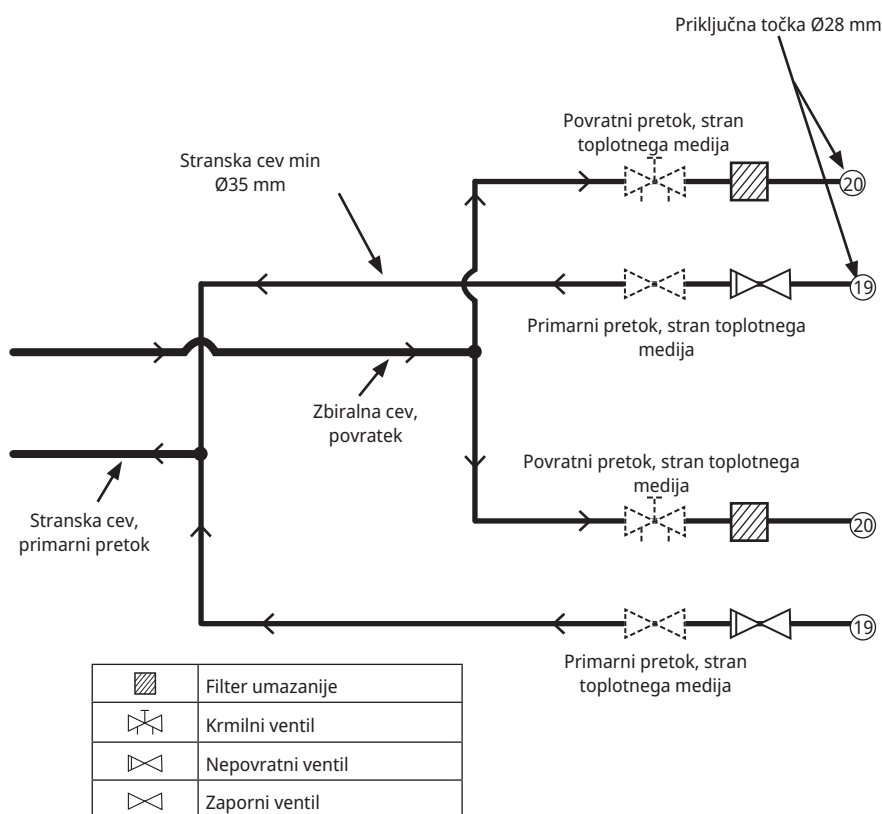 Priključna točka Ø28 mm
Povratni pretok, stran
toplotnega medija
Stranska cev min
Ø35 mm
20
19
Primarni pretok, stran toplotnega
medija
Zbiralna cev,
povratek
Povratni pretok, stran toplotnega
medija
Stranska cev,
primarni pretok
20
19
Primarni pretok, stran
toplotnega medija
Filter umazanije
Krmilni ventil
Nepovratni ventil
Zaporni ventil